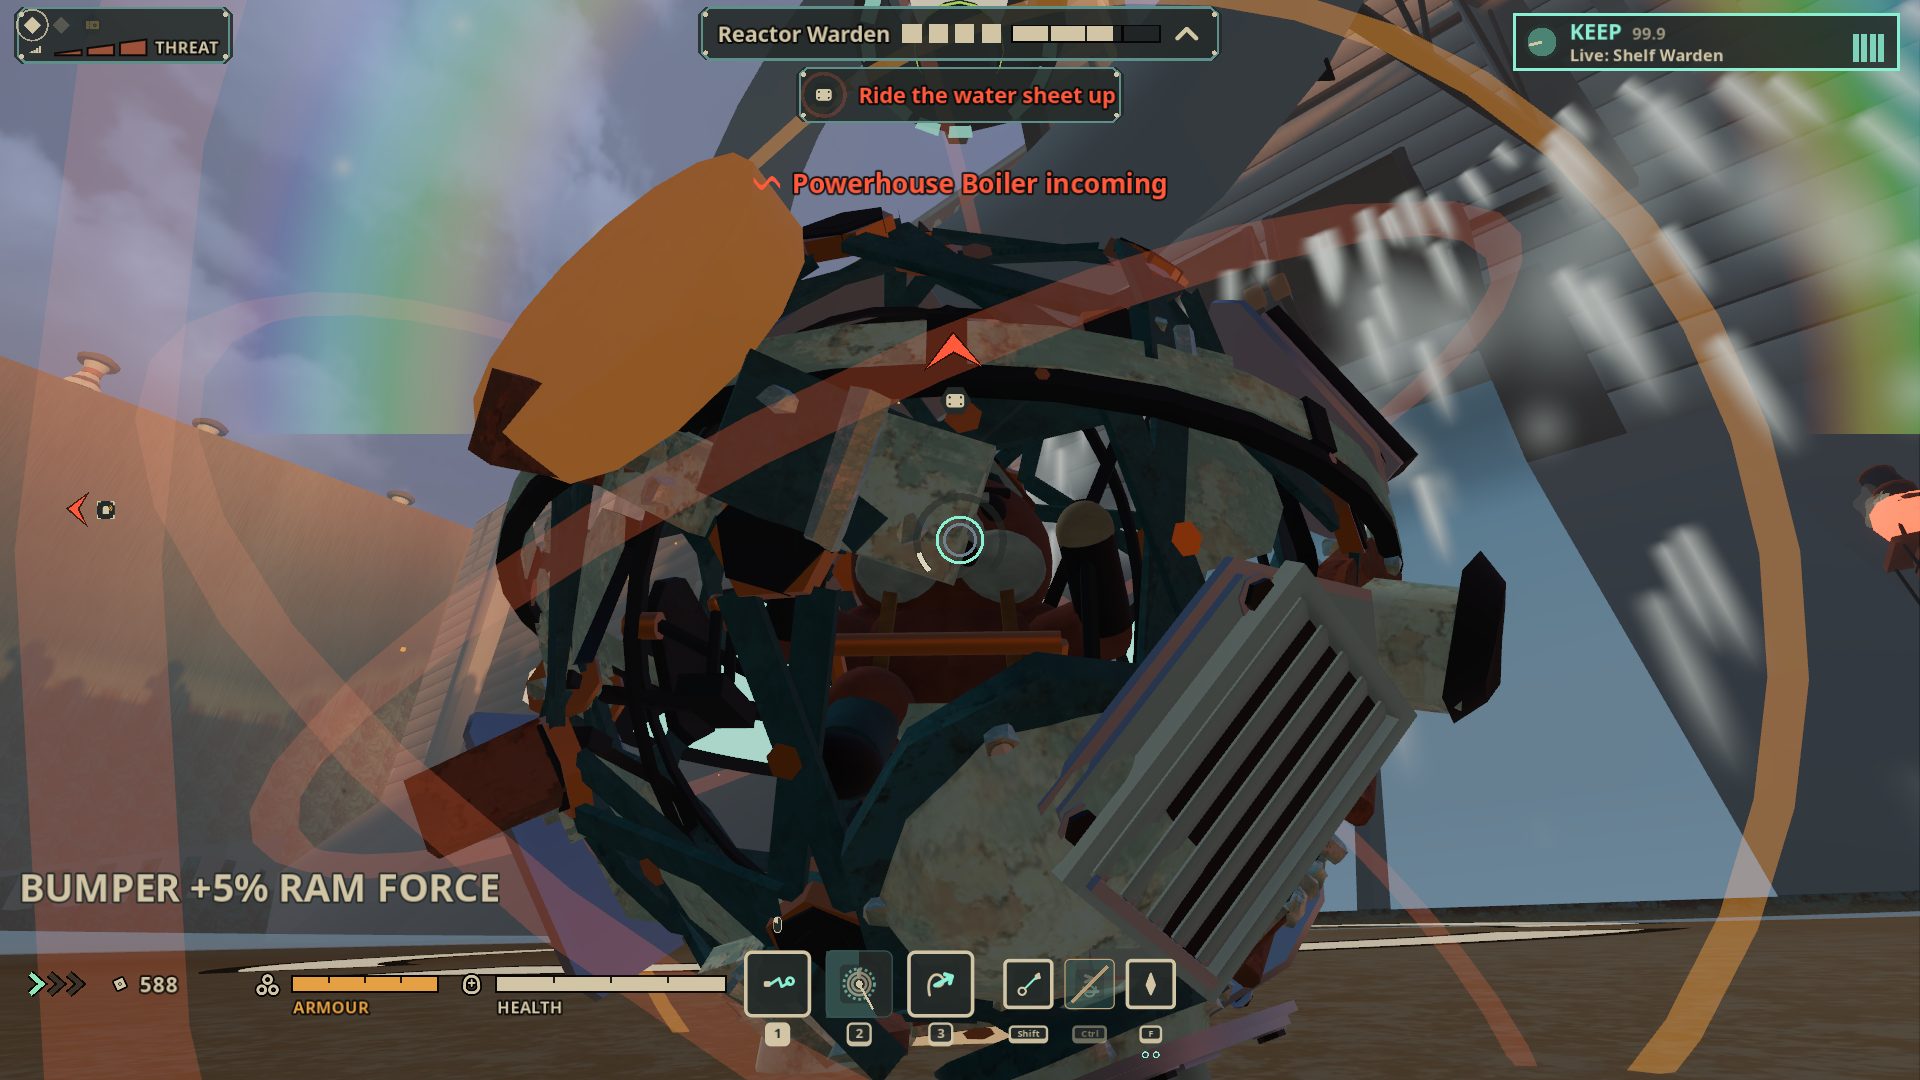 THREAT
Reactor Warden
Ride the water sheet up
KEEP 99.9
Live: Shelf Warden
Powerhouse Boiler incoming
BUMPER +5% RAM FORCE
588
ARMOUR
HEALTH
1
2
3
Shift
Ctrl
F